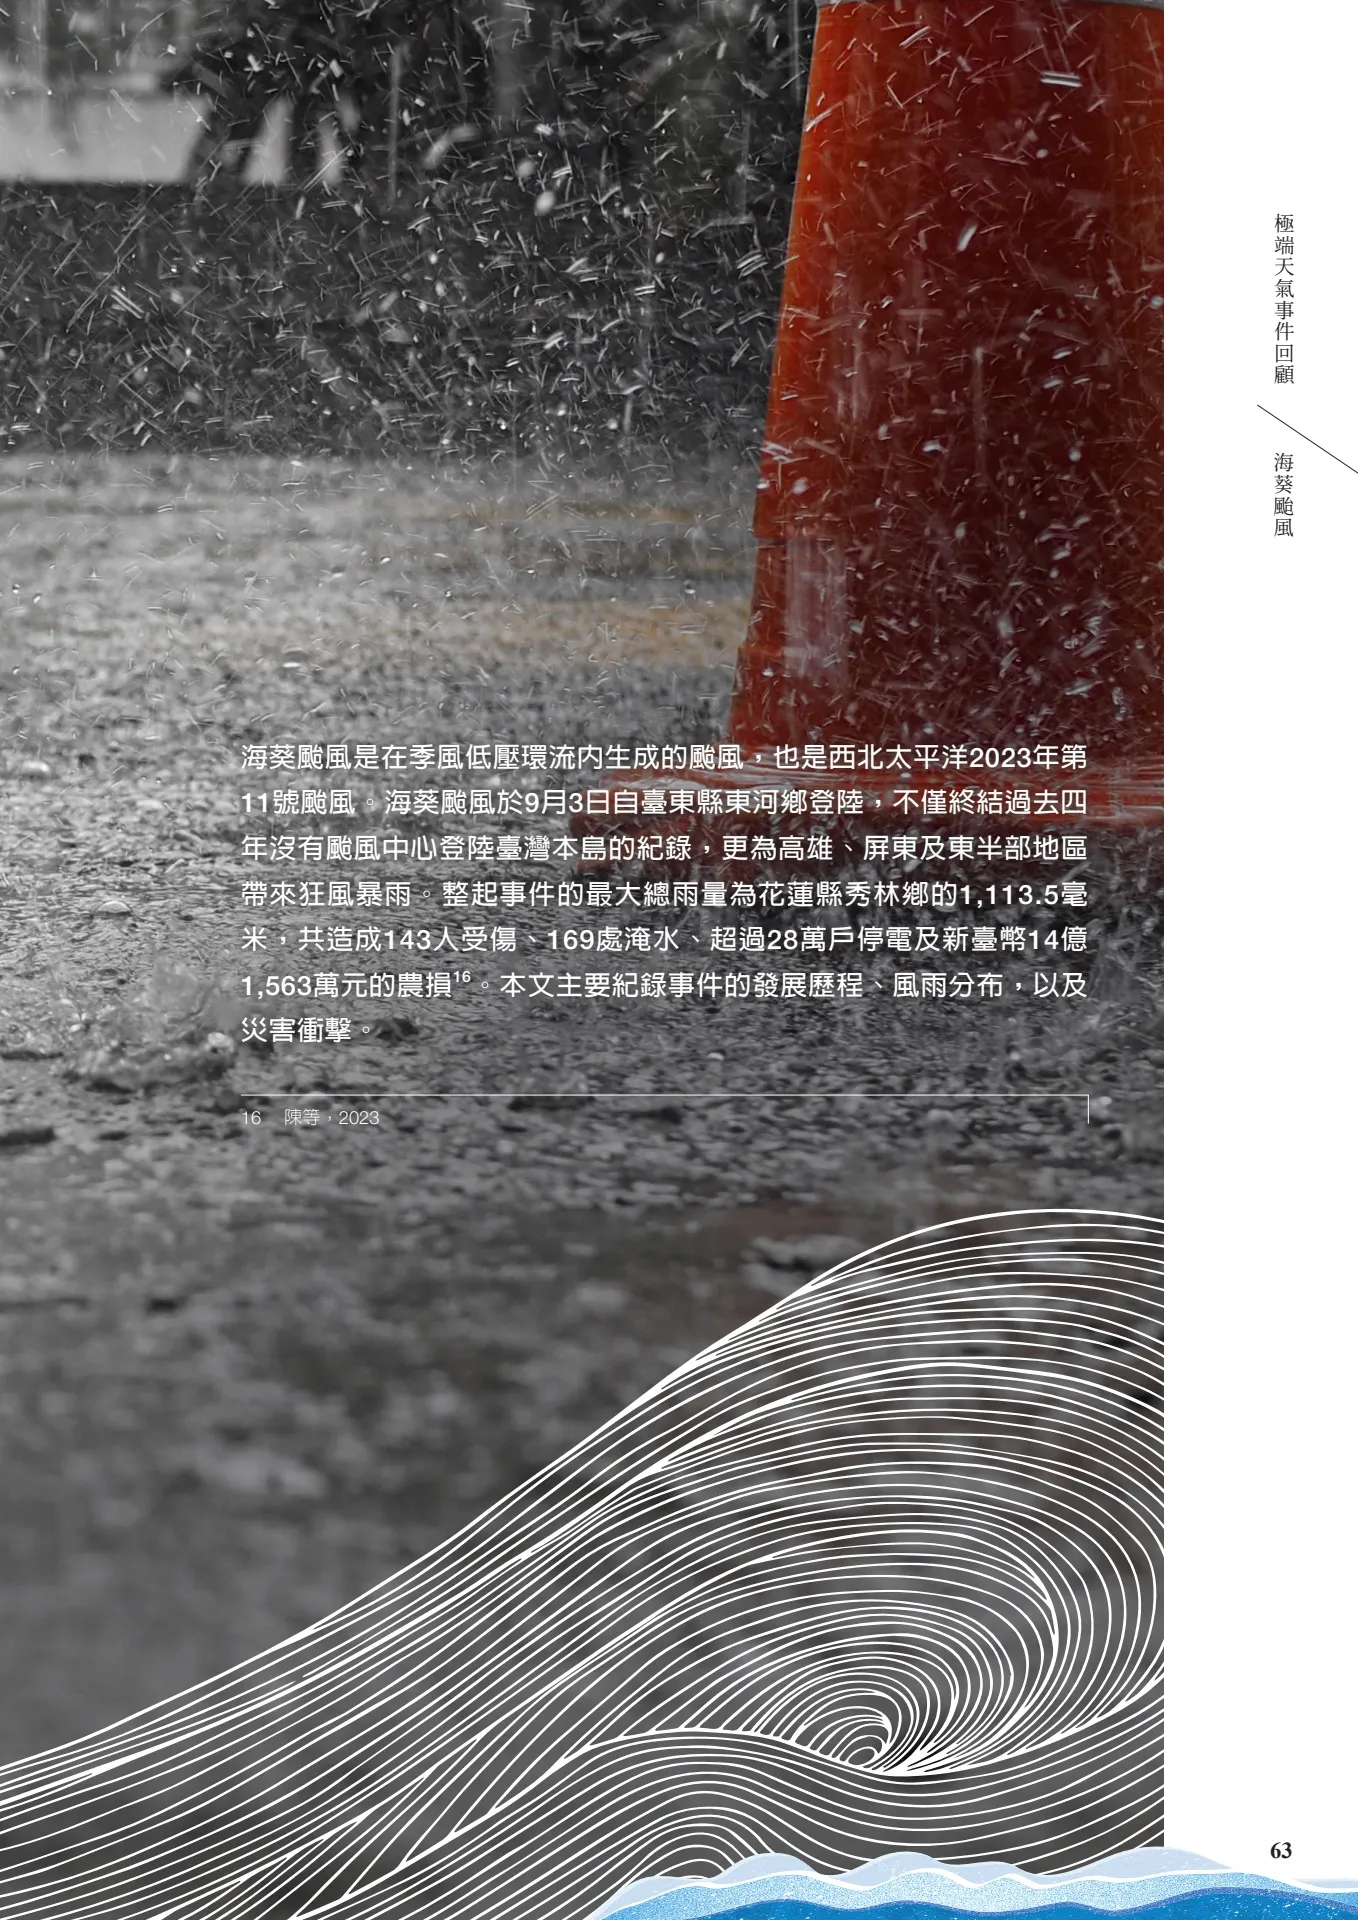 極端天氣事件回顧
海葵颱風
海葵颱風是在季風低壓環流內生成的颱風，也是西北太平洋2023年第
11號颱風。海葵颱風於9月3日自臺東縣東河鄉登陸，不僅終結過去四
年沒有颱風中心登陸臺灣本島的紀錄，更為高雄、屏東及東半部地區
帶來狂風暴雨。整起事件的最大總雨量為花蓮縣秀林鄉的1,113.5毫
米，共造成143人受傷、169處淹水、超過28萬戶停電及新臺幣14億
1,563萬元的農損16。本文主要紀錄事件的發展歷程、風雨分布，以及
災害衝擊。
16 陳等，2023
63